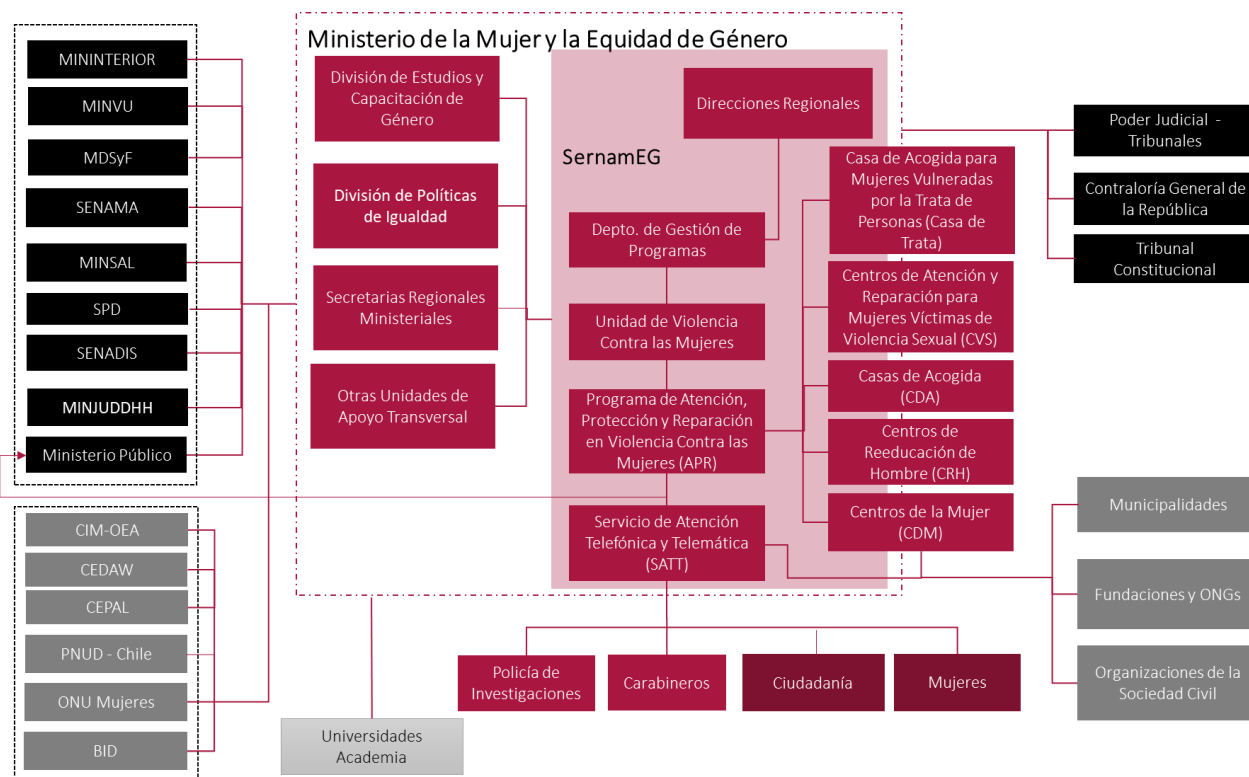 Ministerio de la Mujer y la Equidad de Género
MININTERIOR
MINVU
MDSyF
SENAMA
MINSAL
SPD
SENADIS
MINJUDDHH
Ministerio Público
CIM-OEA
CEDAW
CEPAL
PNUD - Chile
ONU Mujeres
BID
División de Estudios y
Capacitación de
Género
División de Políticas
de Igualdad
Secretarias Regionales
Ministeriales
Otras Unidades de
Apoyo Transversal
SernamEG
Direcciones Regionales
Depto. de Gestión de
Programas
Unidad de Violencia
Contra las Mujeres
Programa de Atención,
Protección y Reparación
en Violencia Contra las
Mujeres (APR)
Servicio de Atención
Telefónica y Telemática
(SATT)
Casa de Acogida para
Mujeres Vulneradas
por la Trata de
Personas (Casa de
Trata)
Centros de Atención y
Reparación para
Mujeres Víctimas de
Violencia Sexual (CVS)
Casas de Acogida
(CDA)
Centros de
Reeducación de
Hombre (CRH)
Centros de la Mujer
(CDM)
Poder Judicial -
Tribunales
Contraloría General de
la República
Tribunal
Constitucional
Municipalidades
Fundaciones y ONGs
Organizaciones de la
Sociedad Civil
Policía de
Investigaciones
Carabineros
Ciudadanía
Mujeres
Universidades
Academia